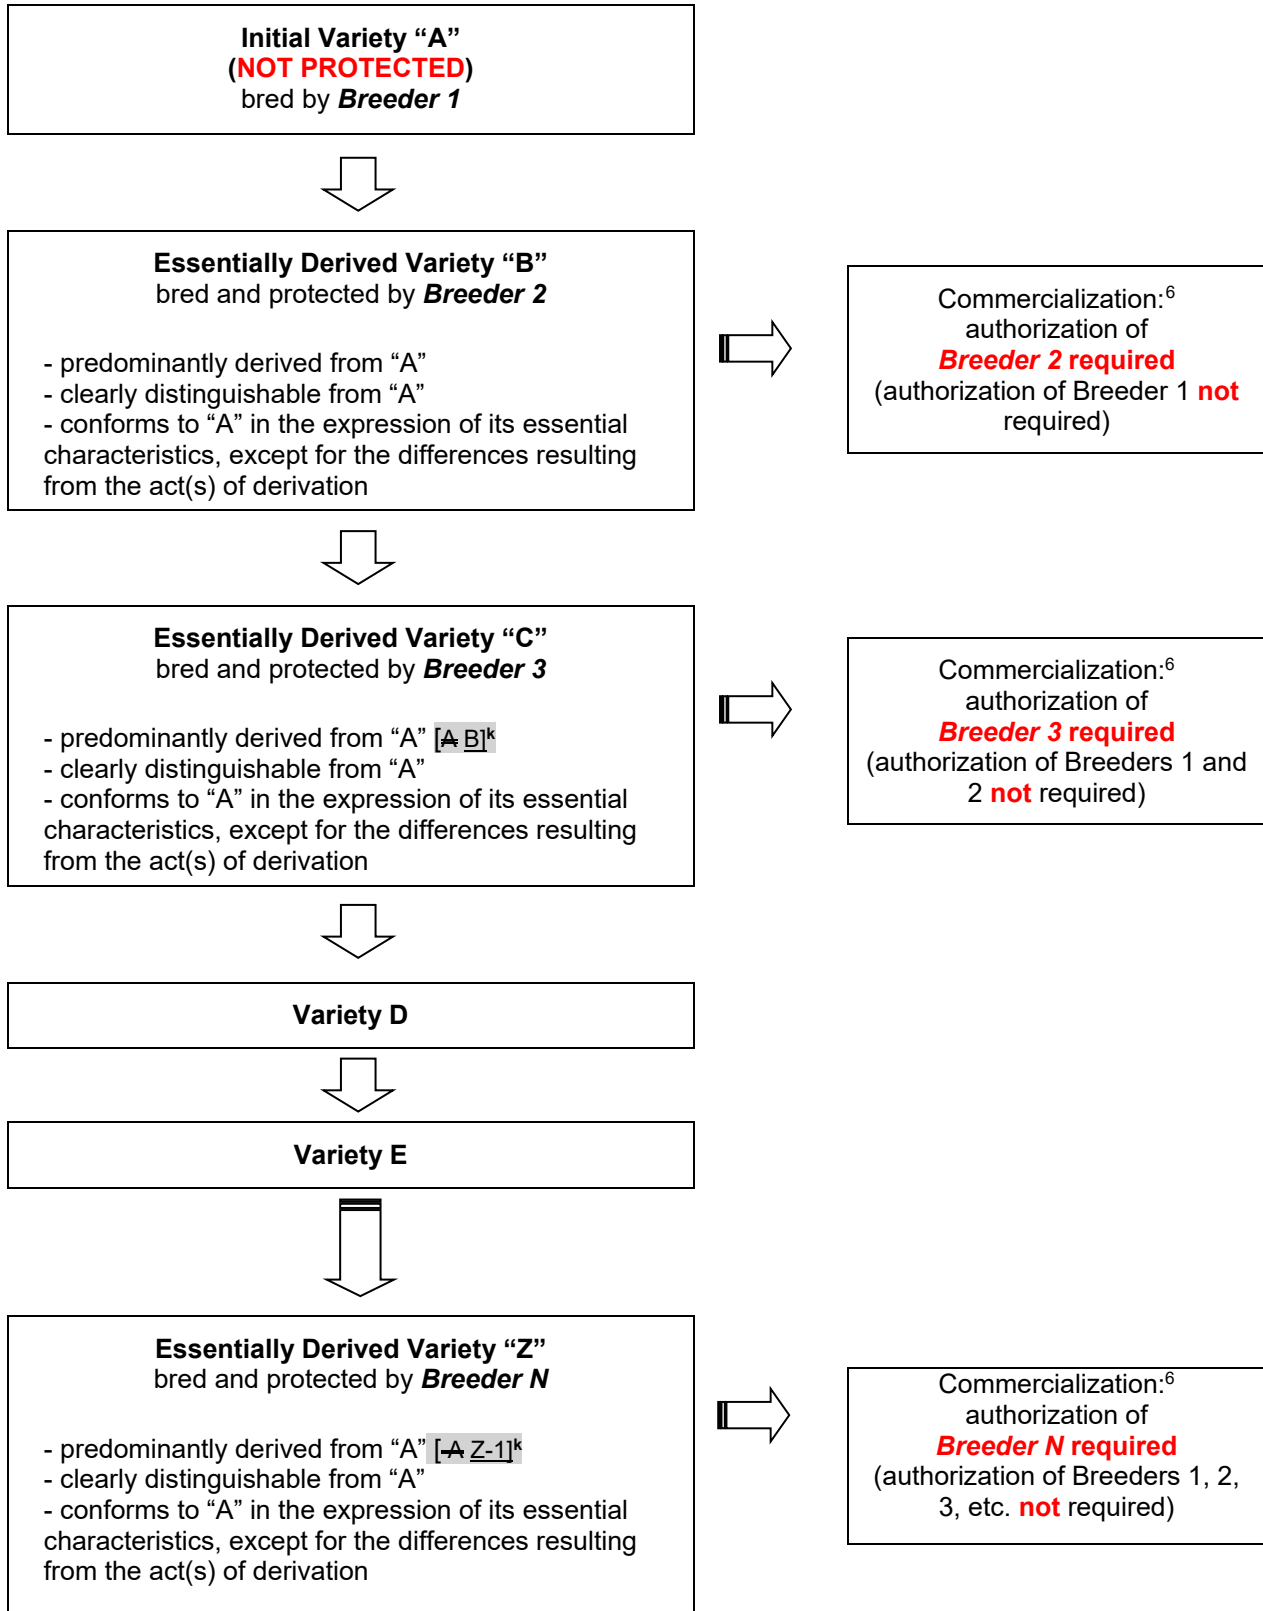 Initial Variety “A”
(NOT PROTECTED)
bred by Breeder 1
Essentially Derived Variety “B”
bred and protected by Breeder 2
- predominantly derived from “A”
- clearly distinguishable from “A”
- conforms to “A” in the expression of its essential
characteristics, except for the differences resulting
from the act(s) of derivation
Commercialization:6
authorization of
Breeder 2 required
(authorization of Breeder 1 not
required)
Essentially Derived Variety “C”
bred and protected by Breeder 3
- predominantly derived from “A” [A B]k
- clearly distinguishable from “A”
- conforms to “A” in the expression of its essential
characteristics, except for the differences resulting
from the act(s) of derivation
Commercialization:6
authorization of
Breeder 3 required
(authorization of Breeders 1 and
2 not required)
Variety D
Variety E
Essentially Derived Variety “Z”
bred and protected by Breeder N
- predominantly derived from “A” [ A Z-1]k
- clearly distinguishable from “A”
- conforms to “A” in the expression of its essential
characteristics, except for the differences resulting
from the act(s) of derivation
Commercialization:6
authorization of
Breeder N required
(authorization of Breeders 1, 2,
3, etc. not required)